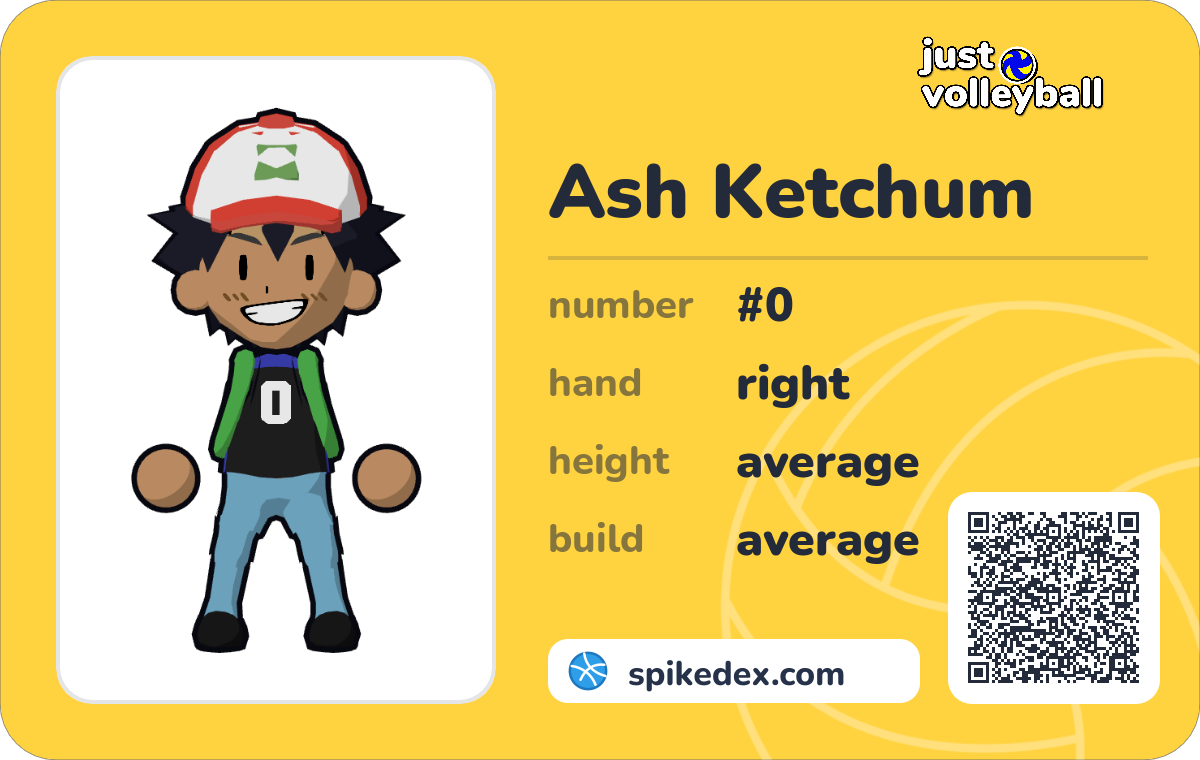 just
volleyball
Ash Ketchum
number #0
hand right
height average
build average
0
spikedex.com